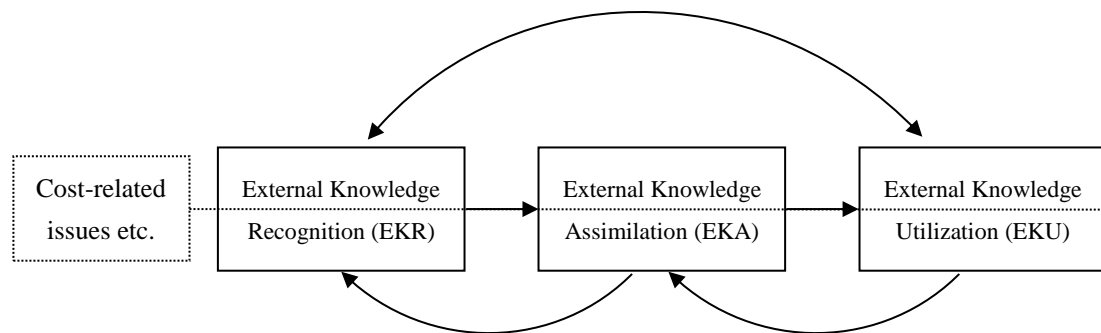 Cost-related
issues etc.
External Knowledge
Recognition (EKR)
External Knowledge
Assimilation (EKA)
External Knowledge
Utilization (EKU)